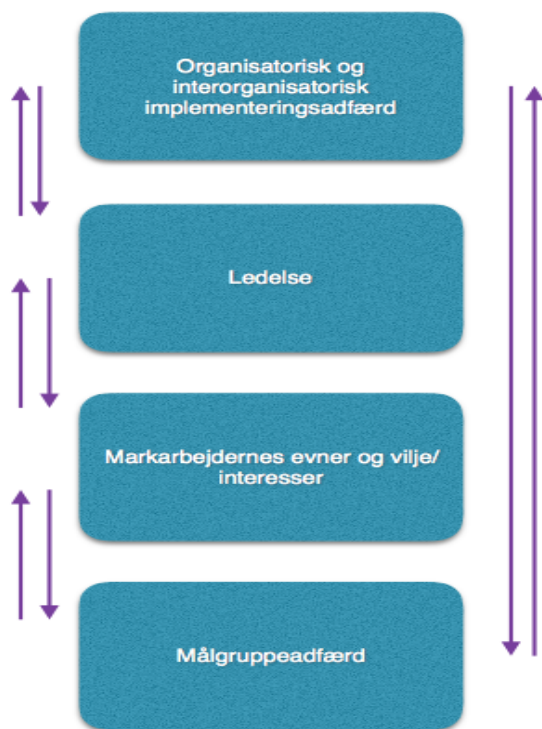 Organisatorisk og
interorganisatorisk
implementeringsadfærd
Ledelse
Markarbejdernes evner og vilje/
interesser
Målgruppeadfærd